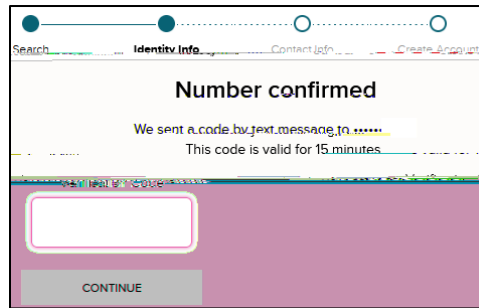 Search Identity Info Contact Info Create Account
Number confirmed
We sent a code by text message to ••••••
This code is valid for 15 minutes
Code
CONTINUE